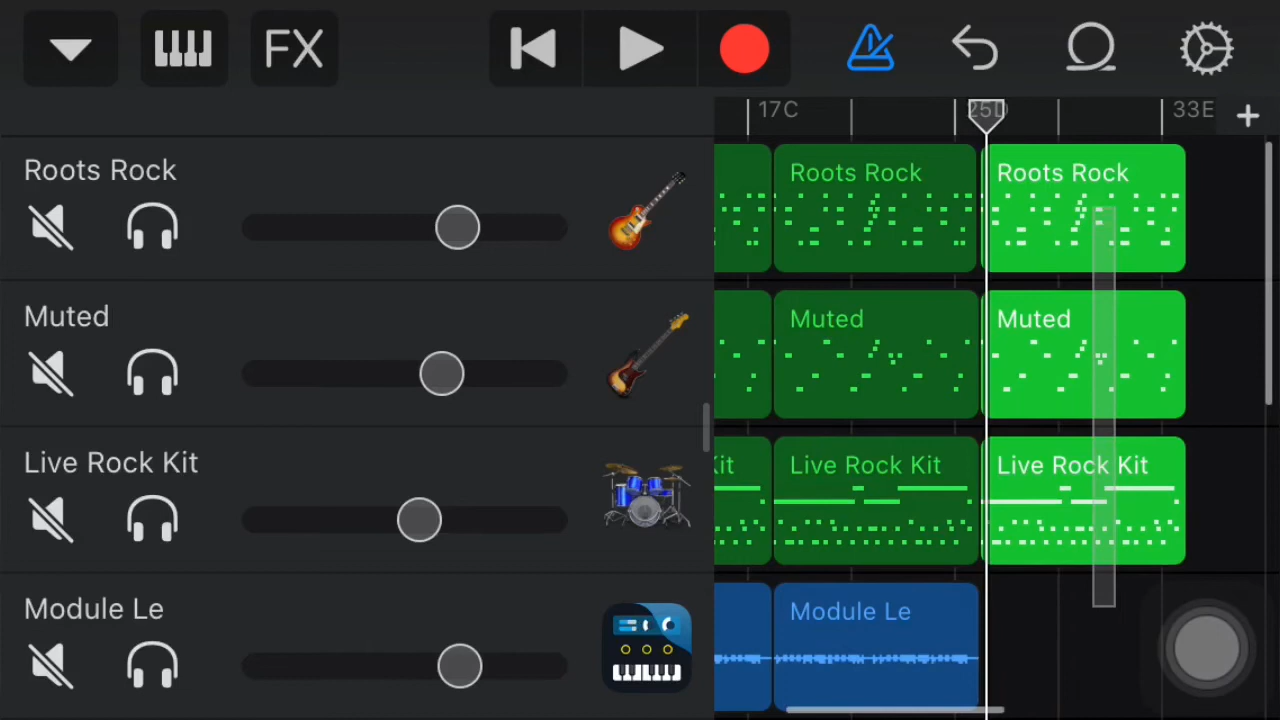 FX
17C 25D 33E
Roots Rock Roots Rock Roots Rock
Muted Muted Muted
Live Rock Kit Kit Live Rock Kit Live Rock Kit
Module Le Module Le